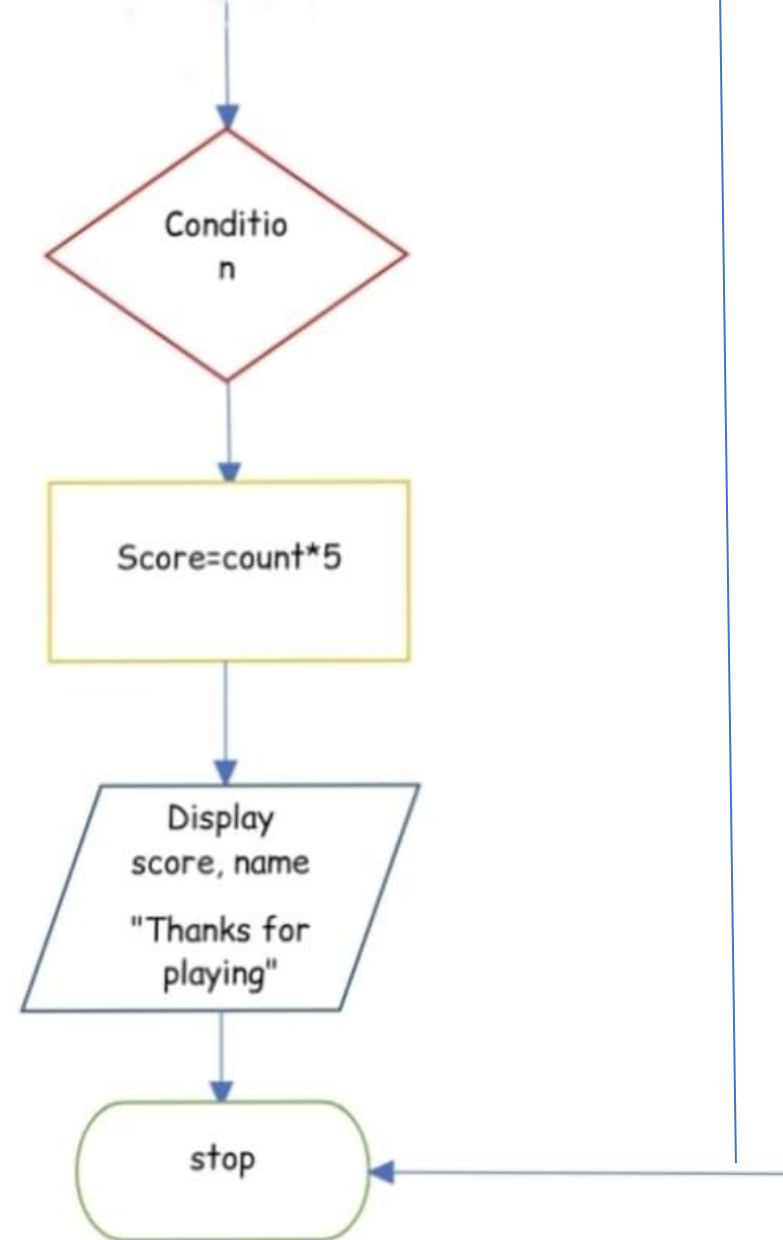 Conditio
n
Score=count*5
Display
score, name
"Thanks for
playing"
stop